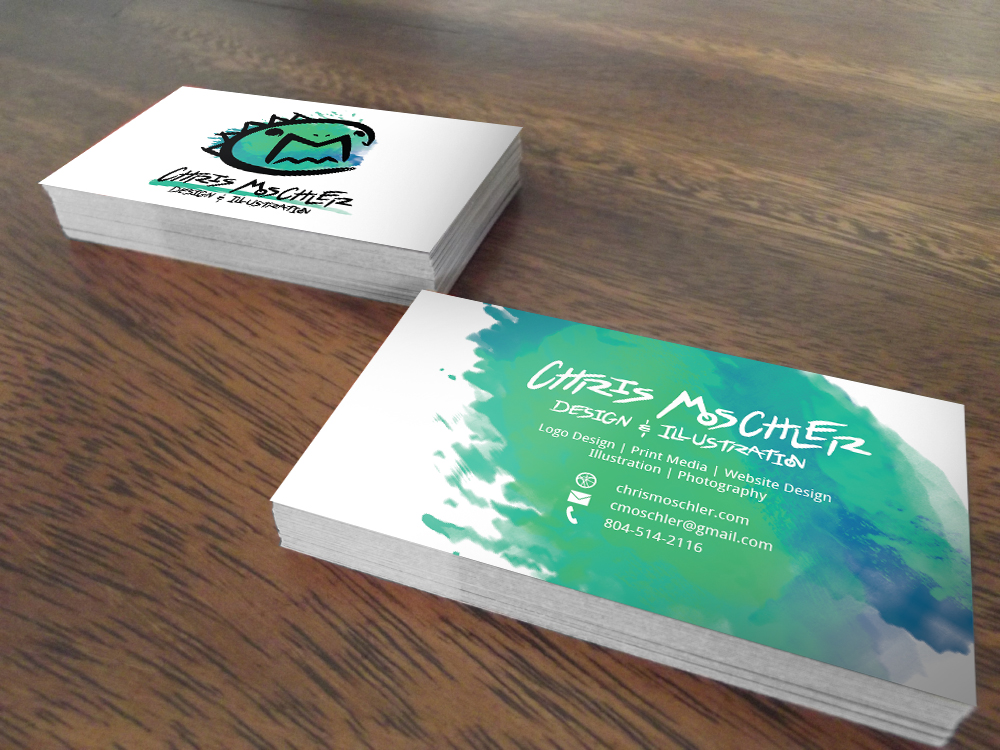 Chris Moschler
Design & Illustration
Chris Moschler
Design & Illustration
Logo Design | Print Media | Website Design
Illustration | Photography
chrismoschler.com
cmoschler@gmail.com
804-514-2116